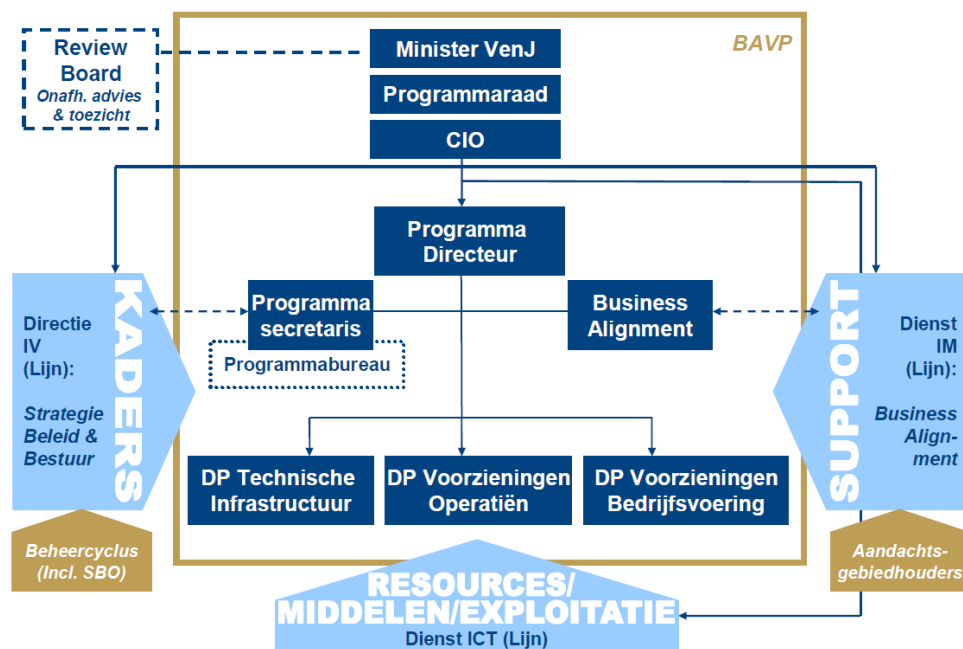 Review
Board
Onafh. advies
& toezicht
BAVP
Minister VenJ
Programmaraad
CIO
Programma
Directeur
Programma
secretaris
Programmabureau
Business
Alignment
KADERS
Directie
IV
(Lijn):
Strategie
Beleid &
Bestuur
SUPPORT
Dienst
IM
(Lijn):
Business
Align-
ment
DP Technische
Infrastructuur
DP Voorzieningen
Operatiën
DP Voorzieningen
Bedrijfsvoering
Beheercyclus
(Incl. SBO)
Aandachts-
gebiedhouders
RESOURCES/
MIDDELEN/EXPLOITATIE
Dienst ICT (Lijn)